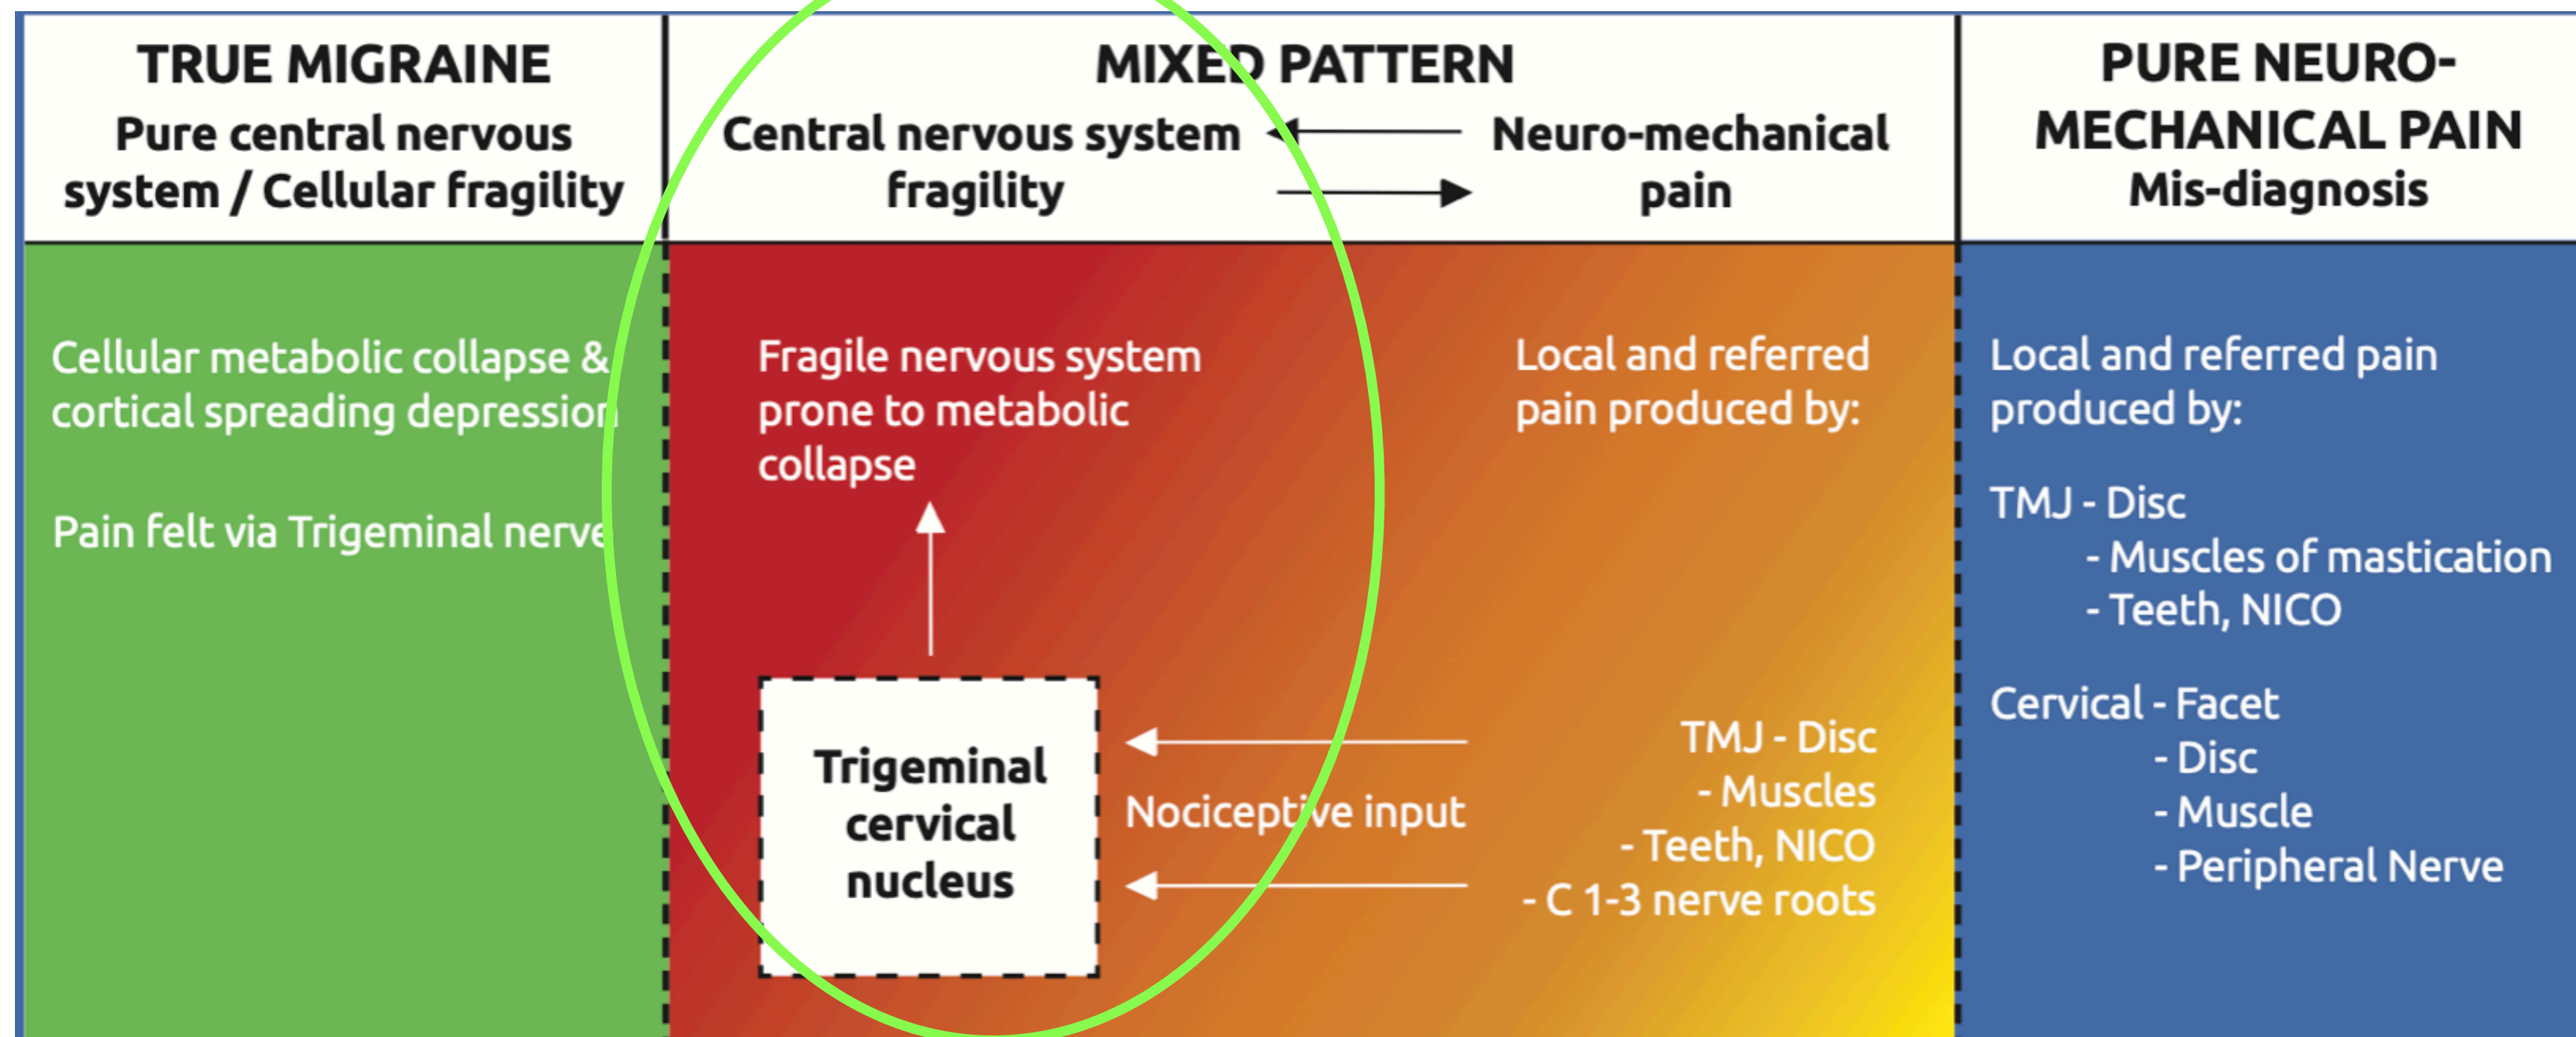 TRUE MIGRAINE
Pure central nervous
system / Cellular fragility
Cellular metabolic collapse &
cortical spreading depression
Pain felt via Trigeminal nerve
MIXED PATTERN
Central nervous system
fragility
Neuro-mechanical
pain
Fragile nervous system
prone to metabolic
collapse
Trigeminal
cervical
nucleus
Nociceptive input
Local and referred
pain produced by:
TMJ - Disc
- Muscles
- Teeth, NICO
- C 1-3 nerve roots
PURE NEURO-
MECHANICAL PAIN
Mis-diagnosis
Local and referred pain
produced by:
TMJ - Disc
- Muscles of mastication
- Teeth, NICO
Cervical - Facet
- Disc
- Muscle
- Peripheral Nerve